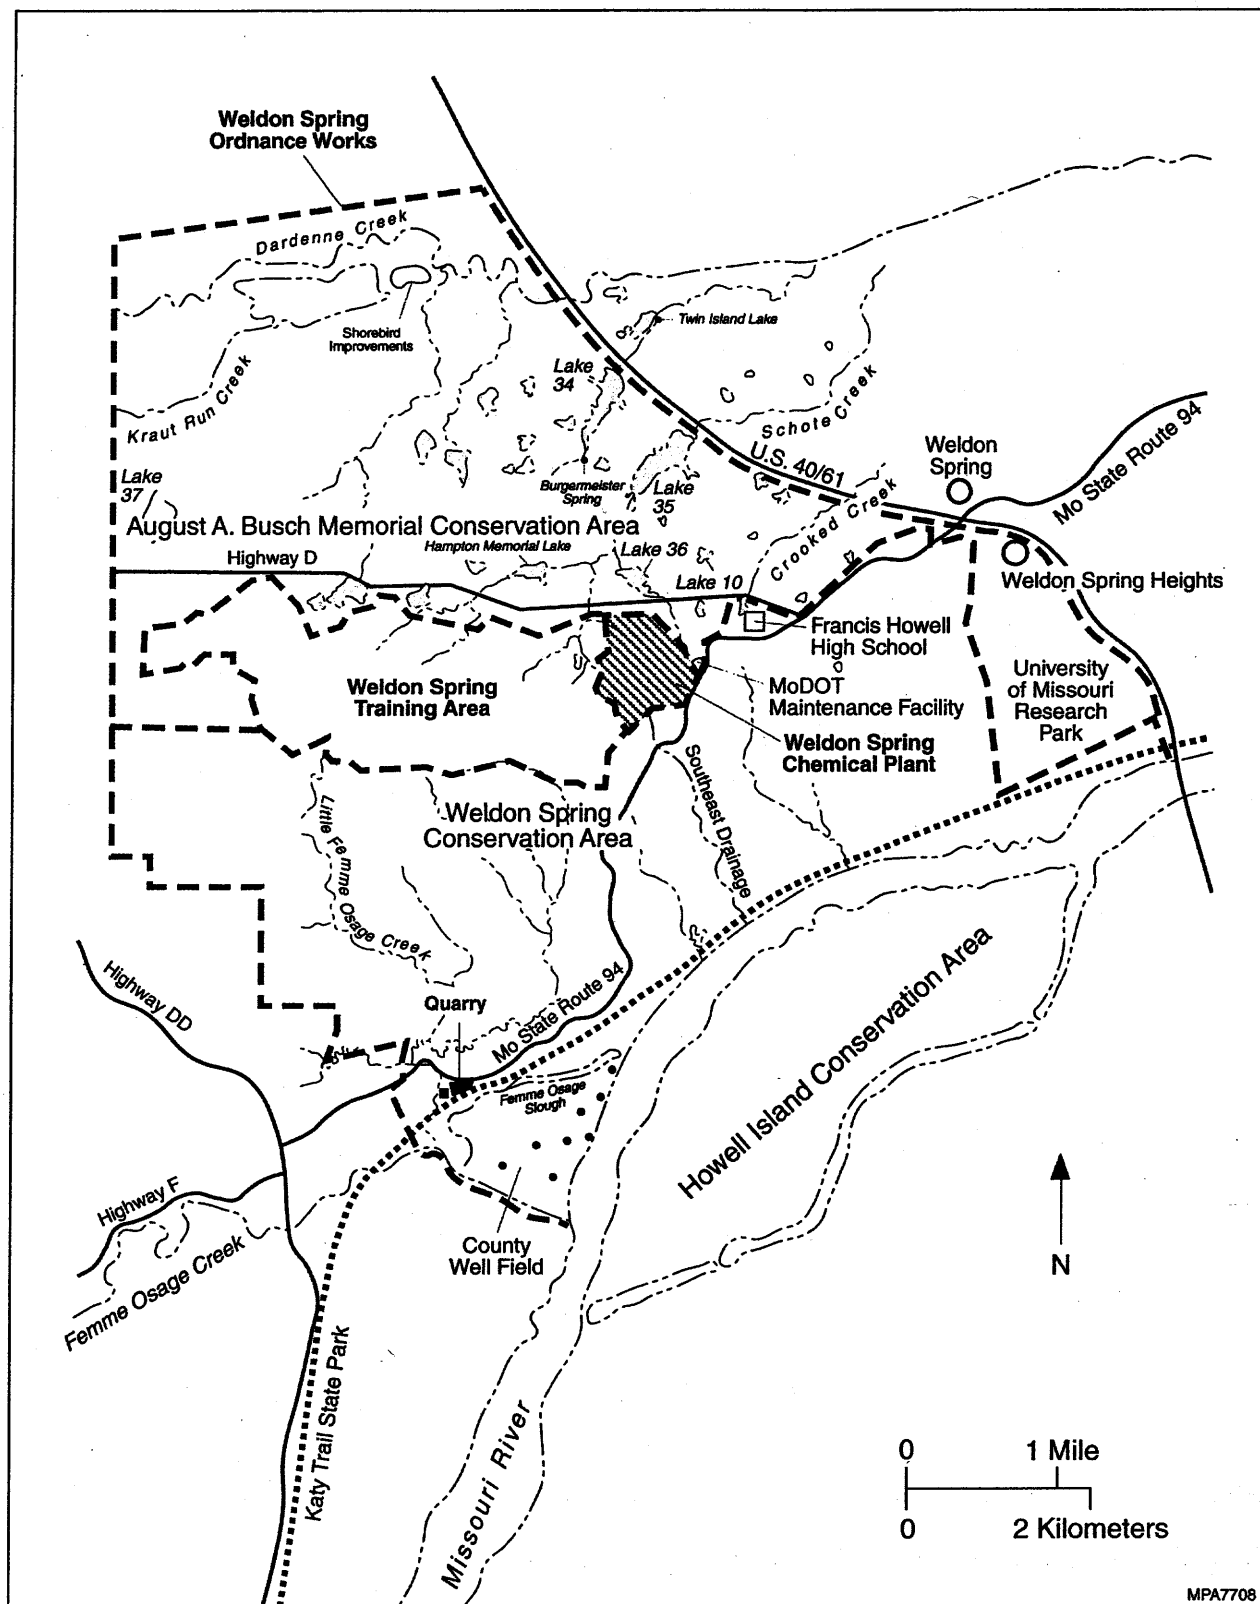 Weldon Spring
Ordnance Works
Dardenne Creek
Shorebird
Improvements
Twin Island Lake
Kraut Run Creek
Lake
34
Schote Creek
Mo State Route 94
Weldon
Spring
U.S. 40/61
Lake
37
Burgermeister
Spring
Lake
35
August A. Busch Memorial Conservation Area
Crooked Creek
Highway D
Hampton Memorial Lake
Lake 36
Lake 10
Weldon Spring Heights
Francis Howell
High School
Weldon Spring
Training Area
MoDOT
Maintenance Facility
University
of Missouri
Research
Park
Weldon Spring
Chemical Plant
Southeast Drainage
Little Femme Osage Creek
Weldon Spring
Conservation Area
Highway DD
Quarry
Mo State Route 94
Howell Island Conservation Area
Femme Osage
Slough
Highway F
Femme Osage Creek
County
Well Field
N
Katy Trail State Park
Missouri River
0 1 Mile
0 2 Kilometers
MPA7708